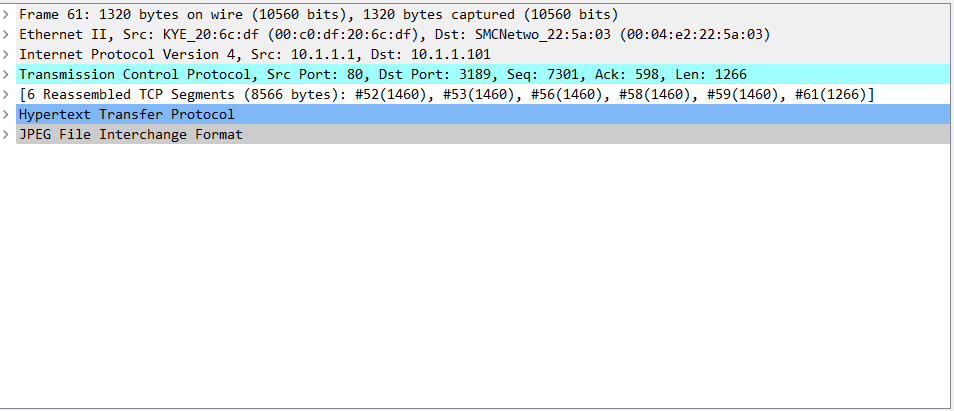 Frame 61: 1320 bytes on wire (10560 bits), 1320 bytes captured (10560 bits)
Ethernet II, Src: KYE_20:6c:df (00:c0:df:20:6c:df), Dst: SMCNetwo_22:5a:03 (00:04:e2:22:5a:03)
Internet Protocol Version 4, Src: 10.1.1.1, Dst: 10.1.1.101
Transmission Control Protocol, Src Port: 80, Dst Port: 3189, Seq: 7301, Ack: 598, Len: 1266
[6 Reassembled TCP Segments (8566 bytes): #52(1460), #53(1460), #56(1460), #58(1460), #59(1460), #61(1266)]
Hypertext Transfer Protocol
JPEG File Interchange Format